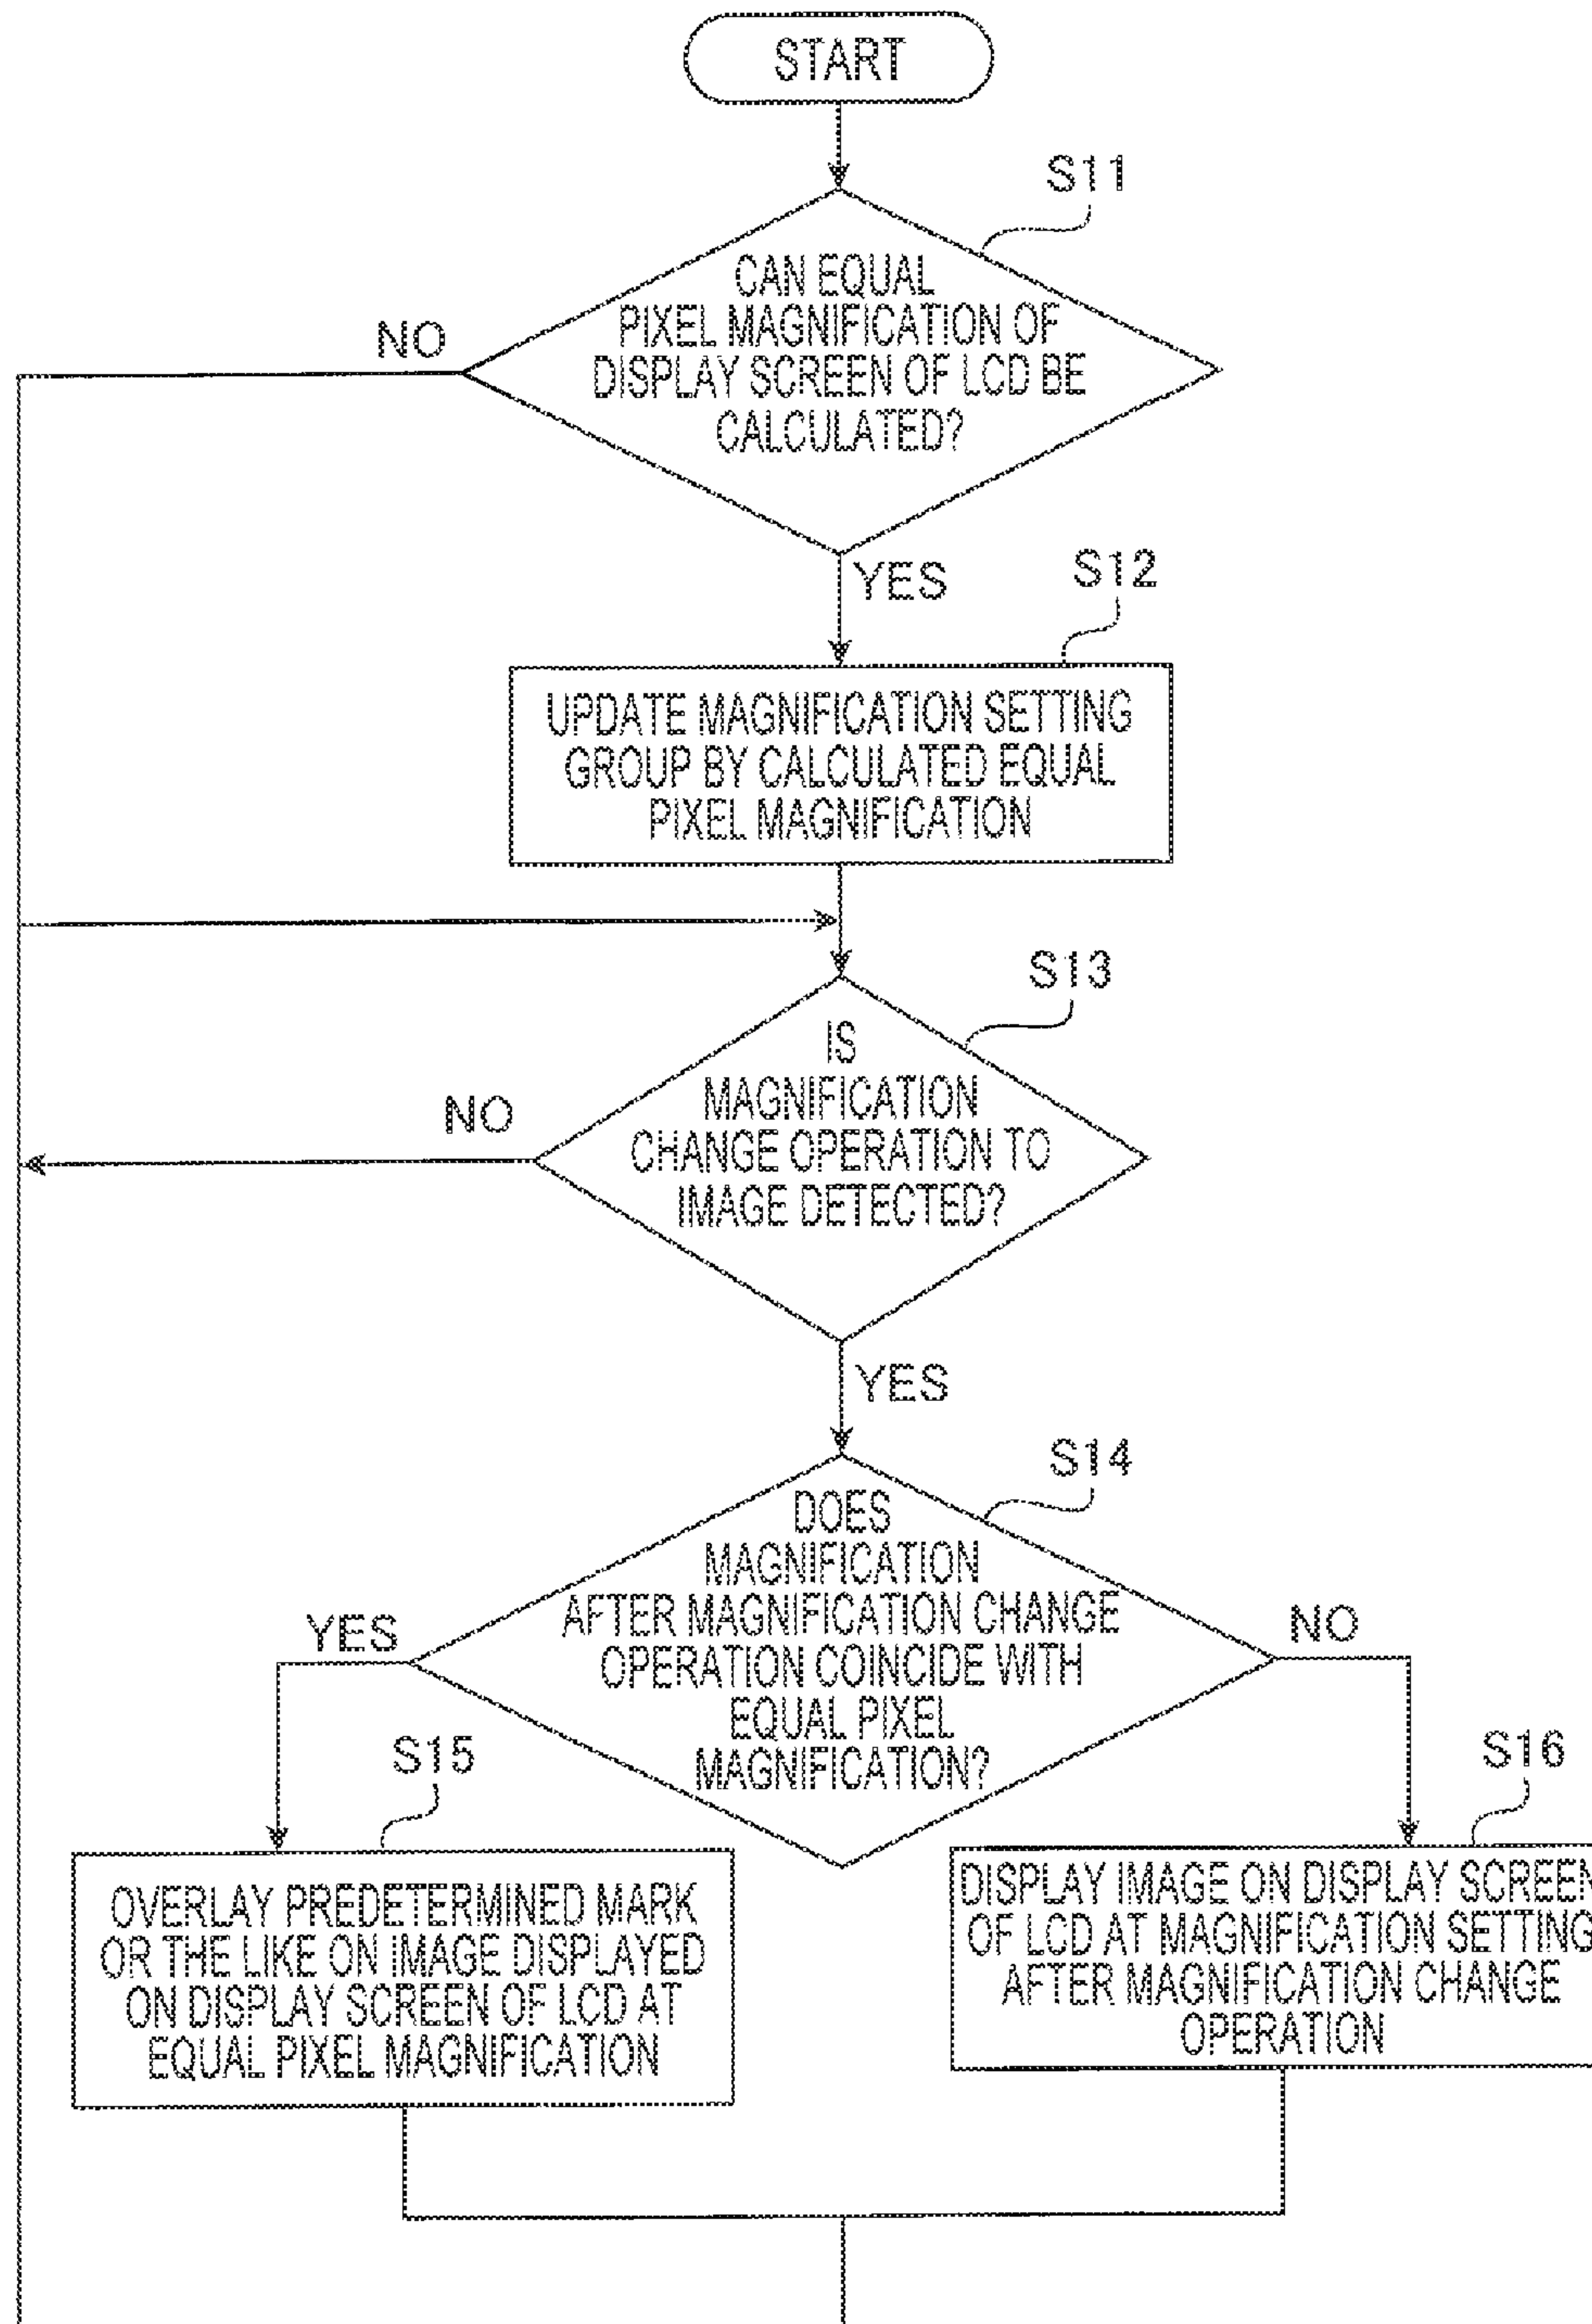 START
S11
CAN EQUAL
PIXEL MAGNIFICATION OF
DISPLAY SCREEN OF LCD BE
CALCULATED?
NO
YES
S12
UPDATE MAGNIFICATION SETTING
GROUP BY CALCULATED EQUAL
PIXEL MAGNIFICATION
S13
IS
MAGNIFICATION
CHANGE OPERATION TO
IMAGE DETECTED?
NO
YES
S14
DOES
MAGNIFICATION
AFTER MAGNIFICATION CHANGE
OPERATION COINCIDE WITH
EQUAL PIXEL
MAGNIFICATION?
YES
NO
S15
OVERLAY PREDETERMINED MARK
OR THE LIKE ON IMAGE DISPLAYED
ON DISPLAY SCREEN OF LCD AT
EQUAL PIXEL MAGNIFICATION
S16
DISPLAY IMAGE ON DISPLAY SCREEN
OF LCD AT MAGNIFICATION SETTING
AFTER MAGNIFICATION CHANGE
OPERATION